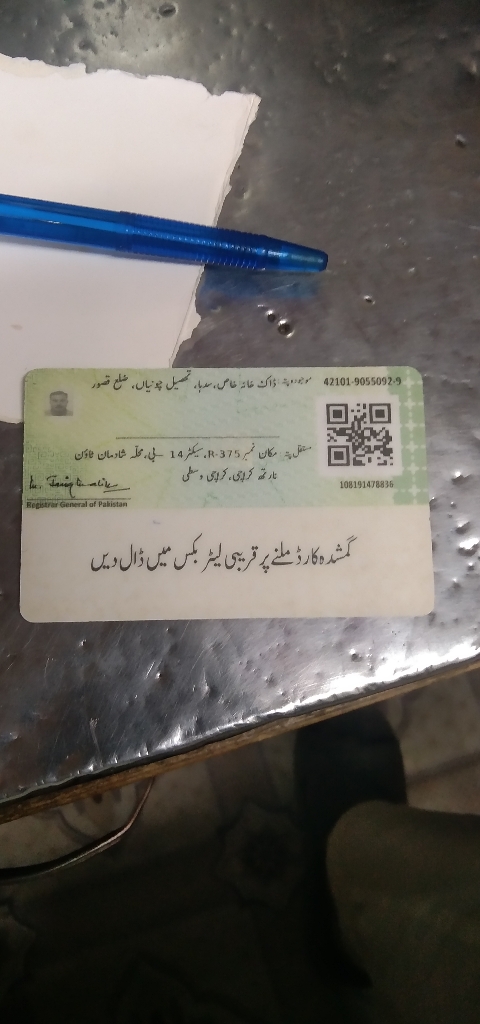 42101-9055092-9 موجودہ پتہ: ڈاک خانہ خاص، سدہا، تحصیل چونیاں، ضلع قصور
مستقل پتہ: مکان نمبر R-375، سیکٹر 14 -بی، محلہ شادمان ٹاؤن
نارتھ کراچی، کراچی وسطی
108191478836
Registrar General of Pakistan
گمشدہ کارڈ ملنے پر قریبی لیٹر بکس میں ڈال دیں